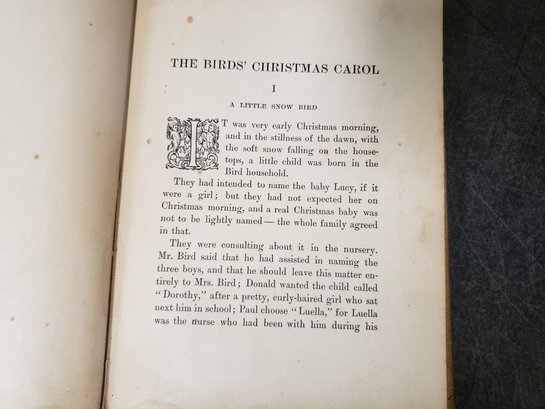 THE BIRDS' CHRISTMAS CAROL
I
A LITTLE SNOW BIRD
IT was very early Christmas morning,
and in the stillness of the dawn, with
the soft snow falling on the house-
tops, a little child was born in the
Bird household.
They had intended to name the baby Lucy, if it
were a girl; but they had not expected her on
Christmas morning, and a real Christmas baby was
not to be lightly named — the whole family agreed
in that.
They were consulting about it in the nursery.
Mr. Bird said that he had assisted in naming the
three boys, and that he should leave this matter en-
tirely to Mrs. Bird; Donald wanted the child called
"Dorothy," after a pretty, curly-haired girl who sat
next him in school; Paul choose "Luella," for Luella
was the nurse who had been with him during his